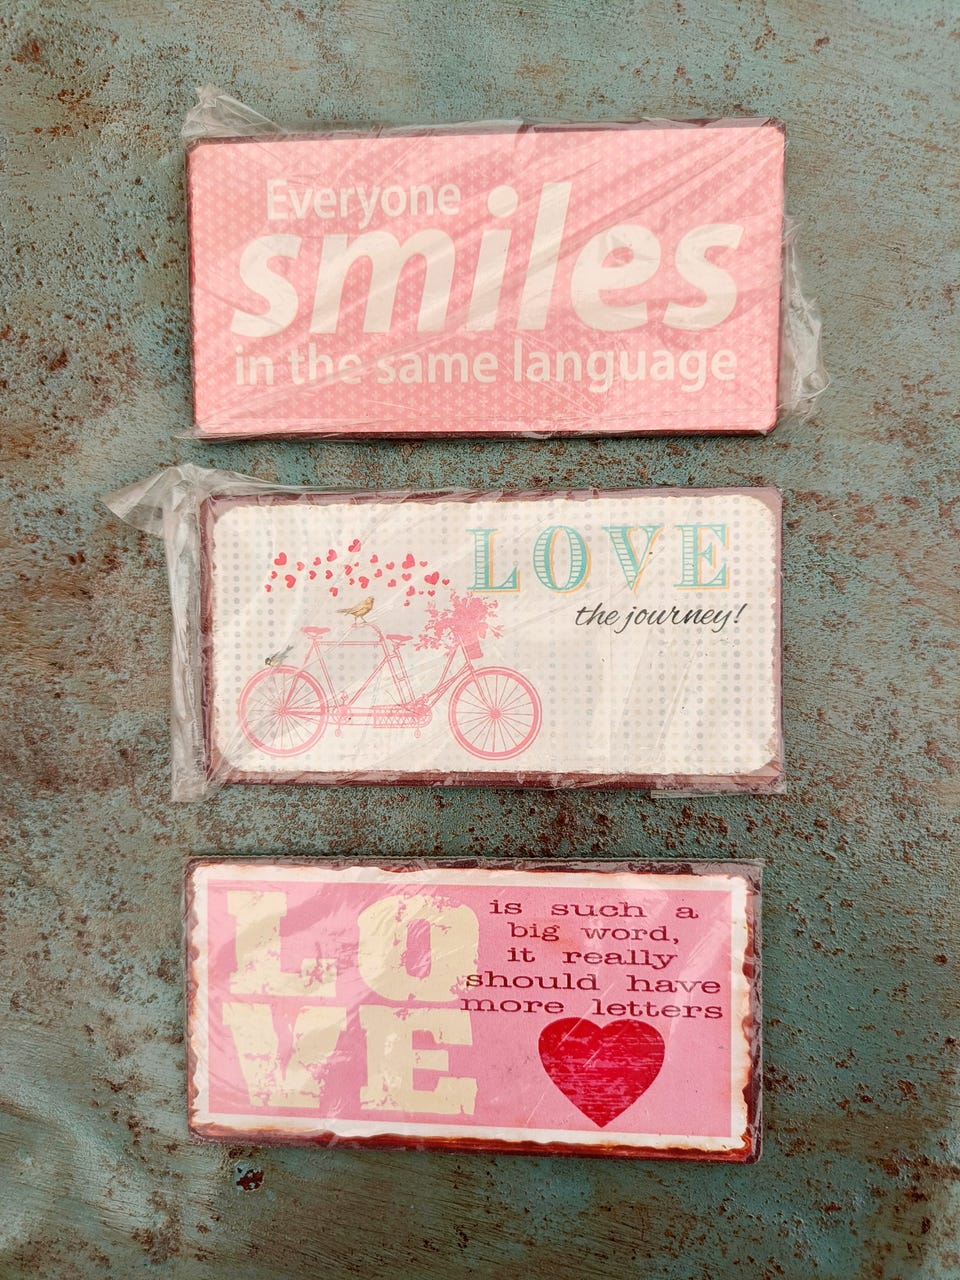 Everyone
smiles
in the same language
LOVE
the journey!
LO
VE
is such a
big word,
it really
should have
more letters